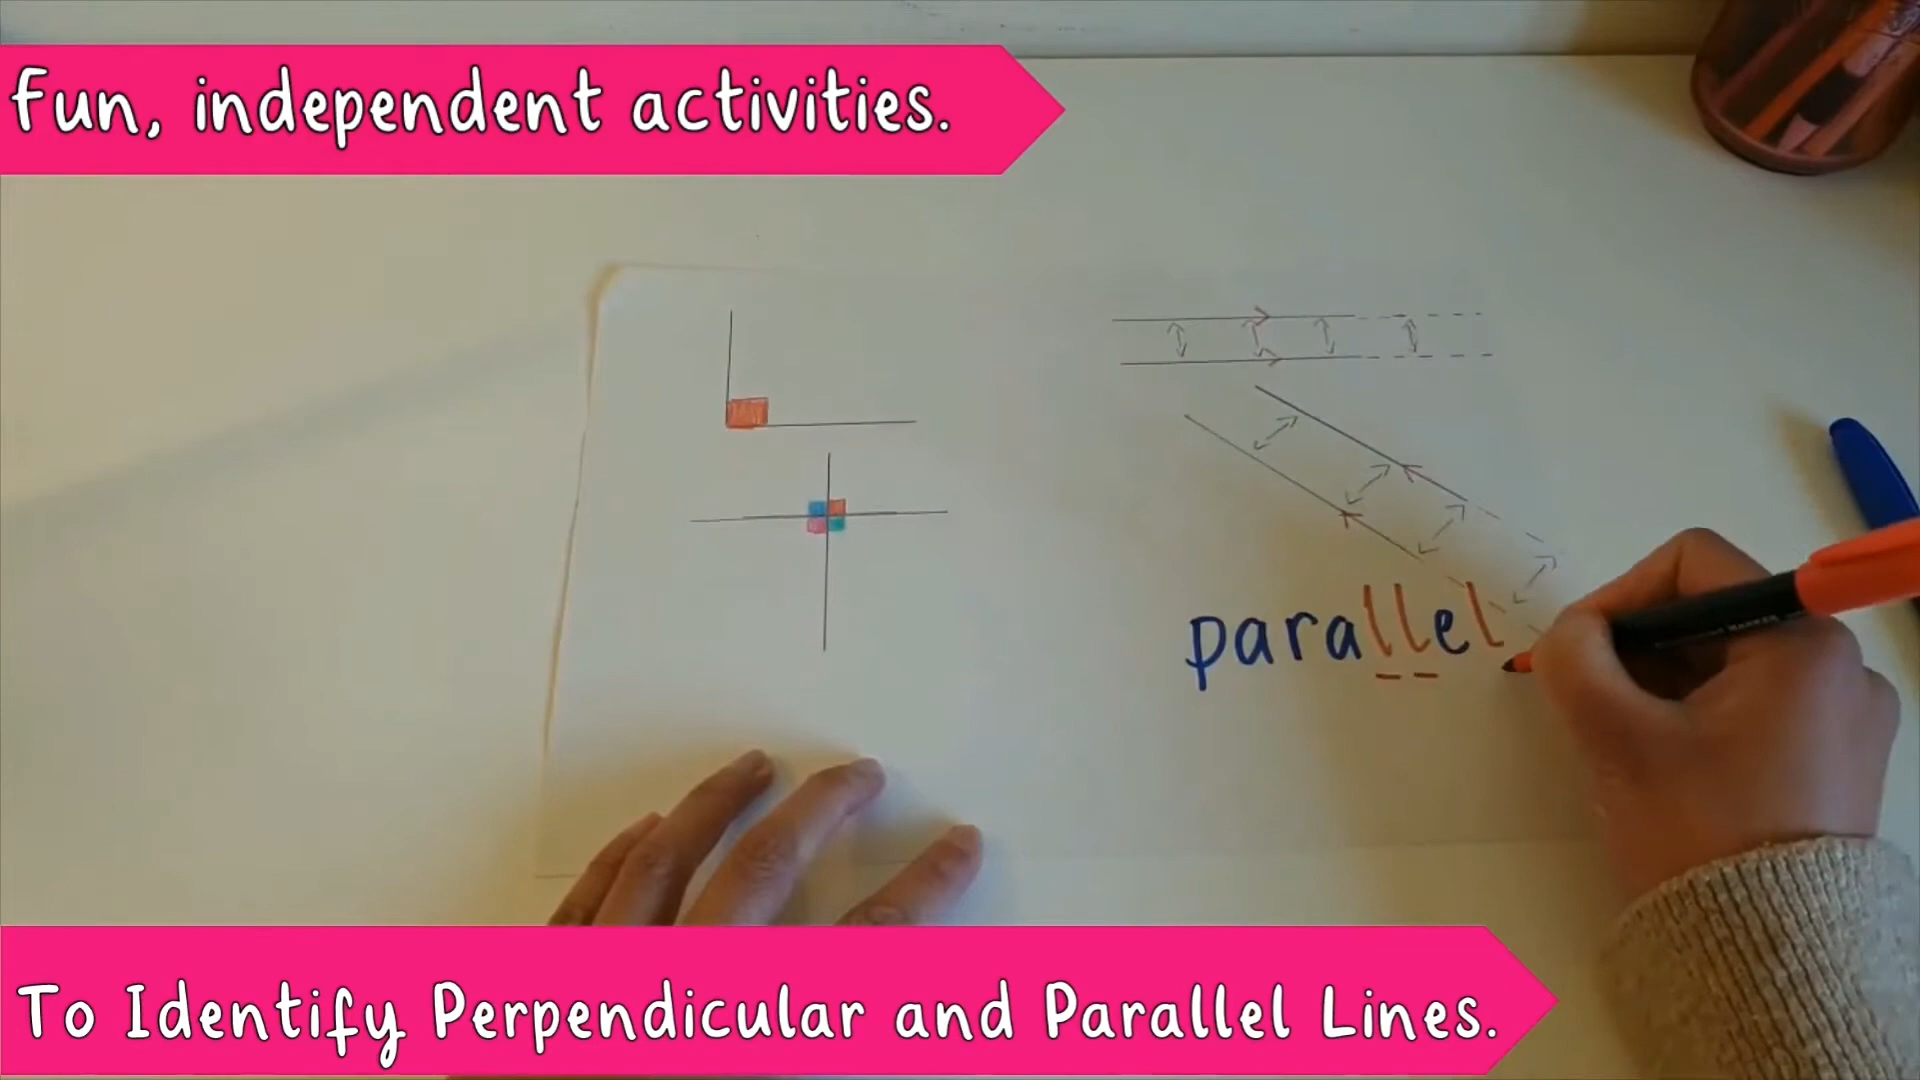 Fun, independent activities.
parallel
To Identify Perpendicular and Parallel Lines.